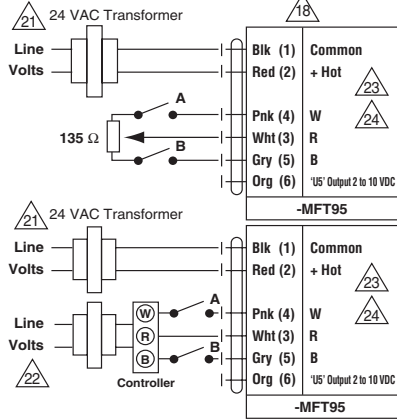 21 24 VAC Transformer
18
Line
Volts
Blk (1) Common
Red (2) + Hot
23
A
Pnk (4) W
24
135 Ω
Wht (3) R
B
Gry (5) B
Org (6) 'U5' Output 2 to 10 VDC
-MFT95
21 24 VAC Transformer
Line
Volts
Blk (1) Common
Red (2) + Hot
23
A
W Pnk (4) W
24
Line
Volts
R Wht (3) R
B
B Gry (5) B
22
Controller
Org (6) 'U5' Output 2 to 10 VDC
-MFT95